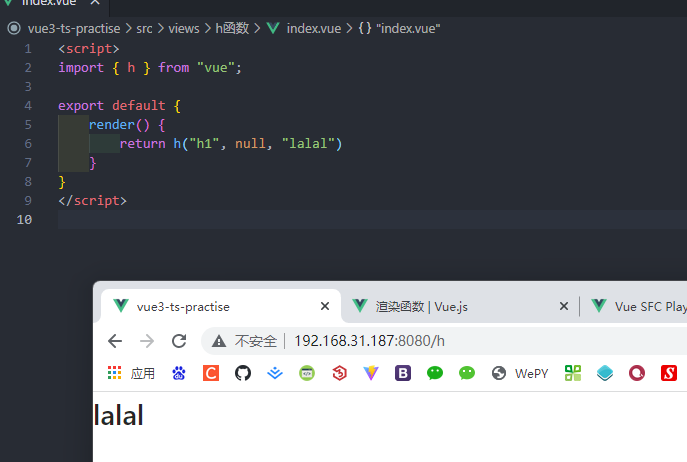 index.vue
vue3-ts-practise > src > views > h函数 > index.vue > {} "index.vue"
1 <script>
2 import { h } from "vue";
3
4 export default {
5 render() {
6 return h("h1", null, "lalal")
7 }
8 }
9 </script>
10
vue3-ts-practise × 渲染函数 | Vue.js × Vue SFC Play
不安全 | 192.168.31.187:8080/h
应用 WePY
lalal